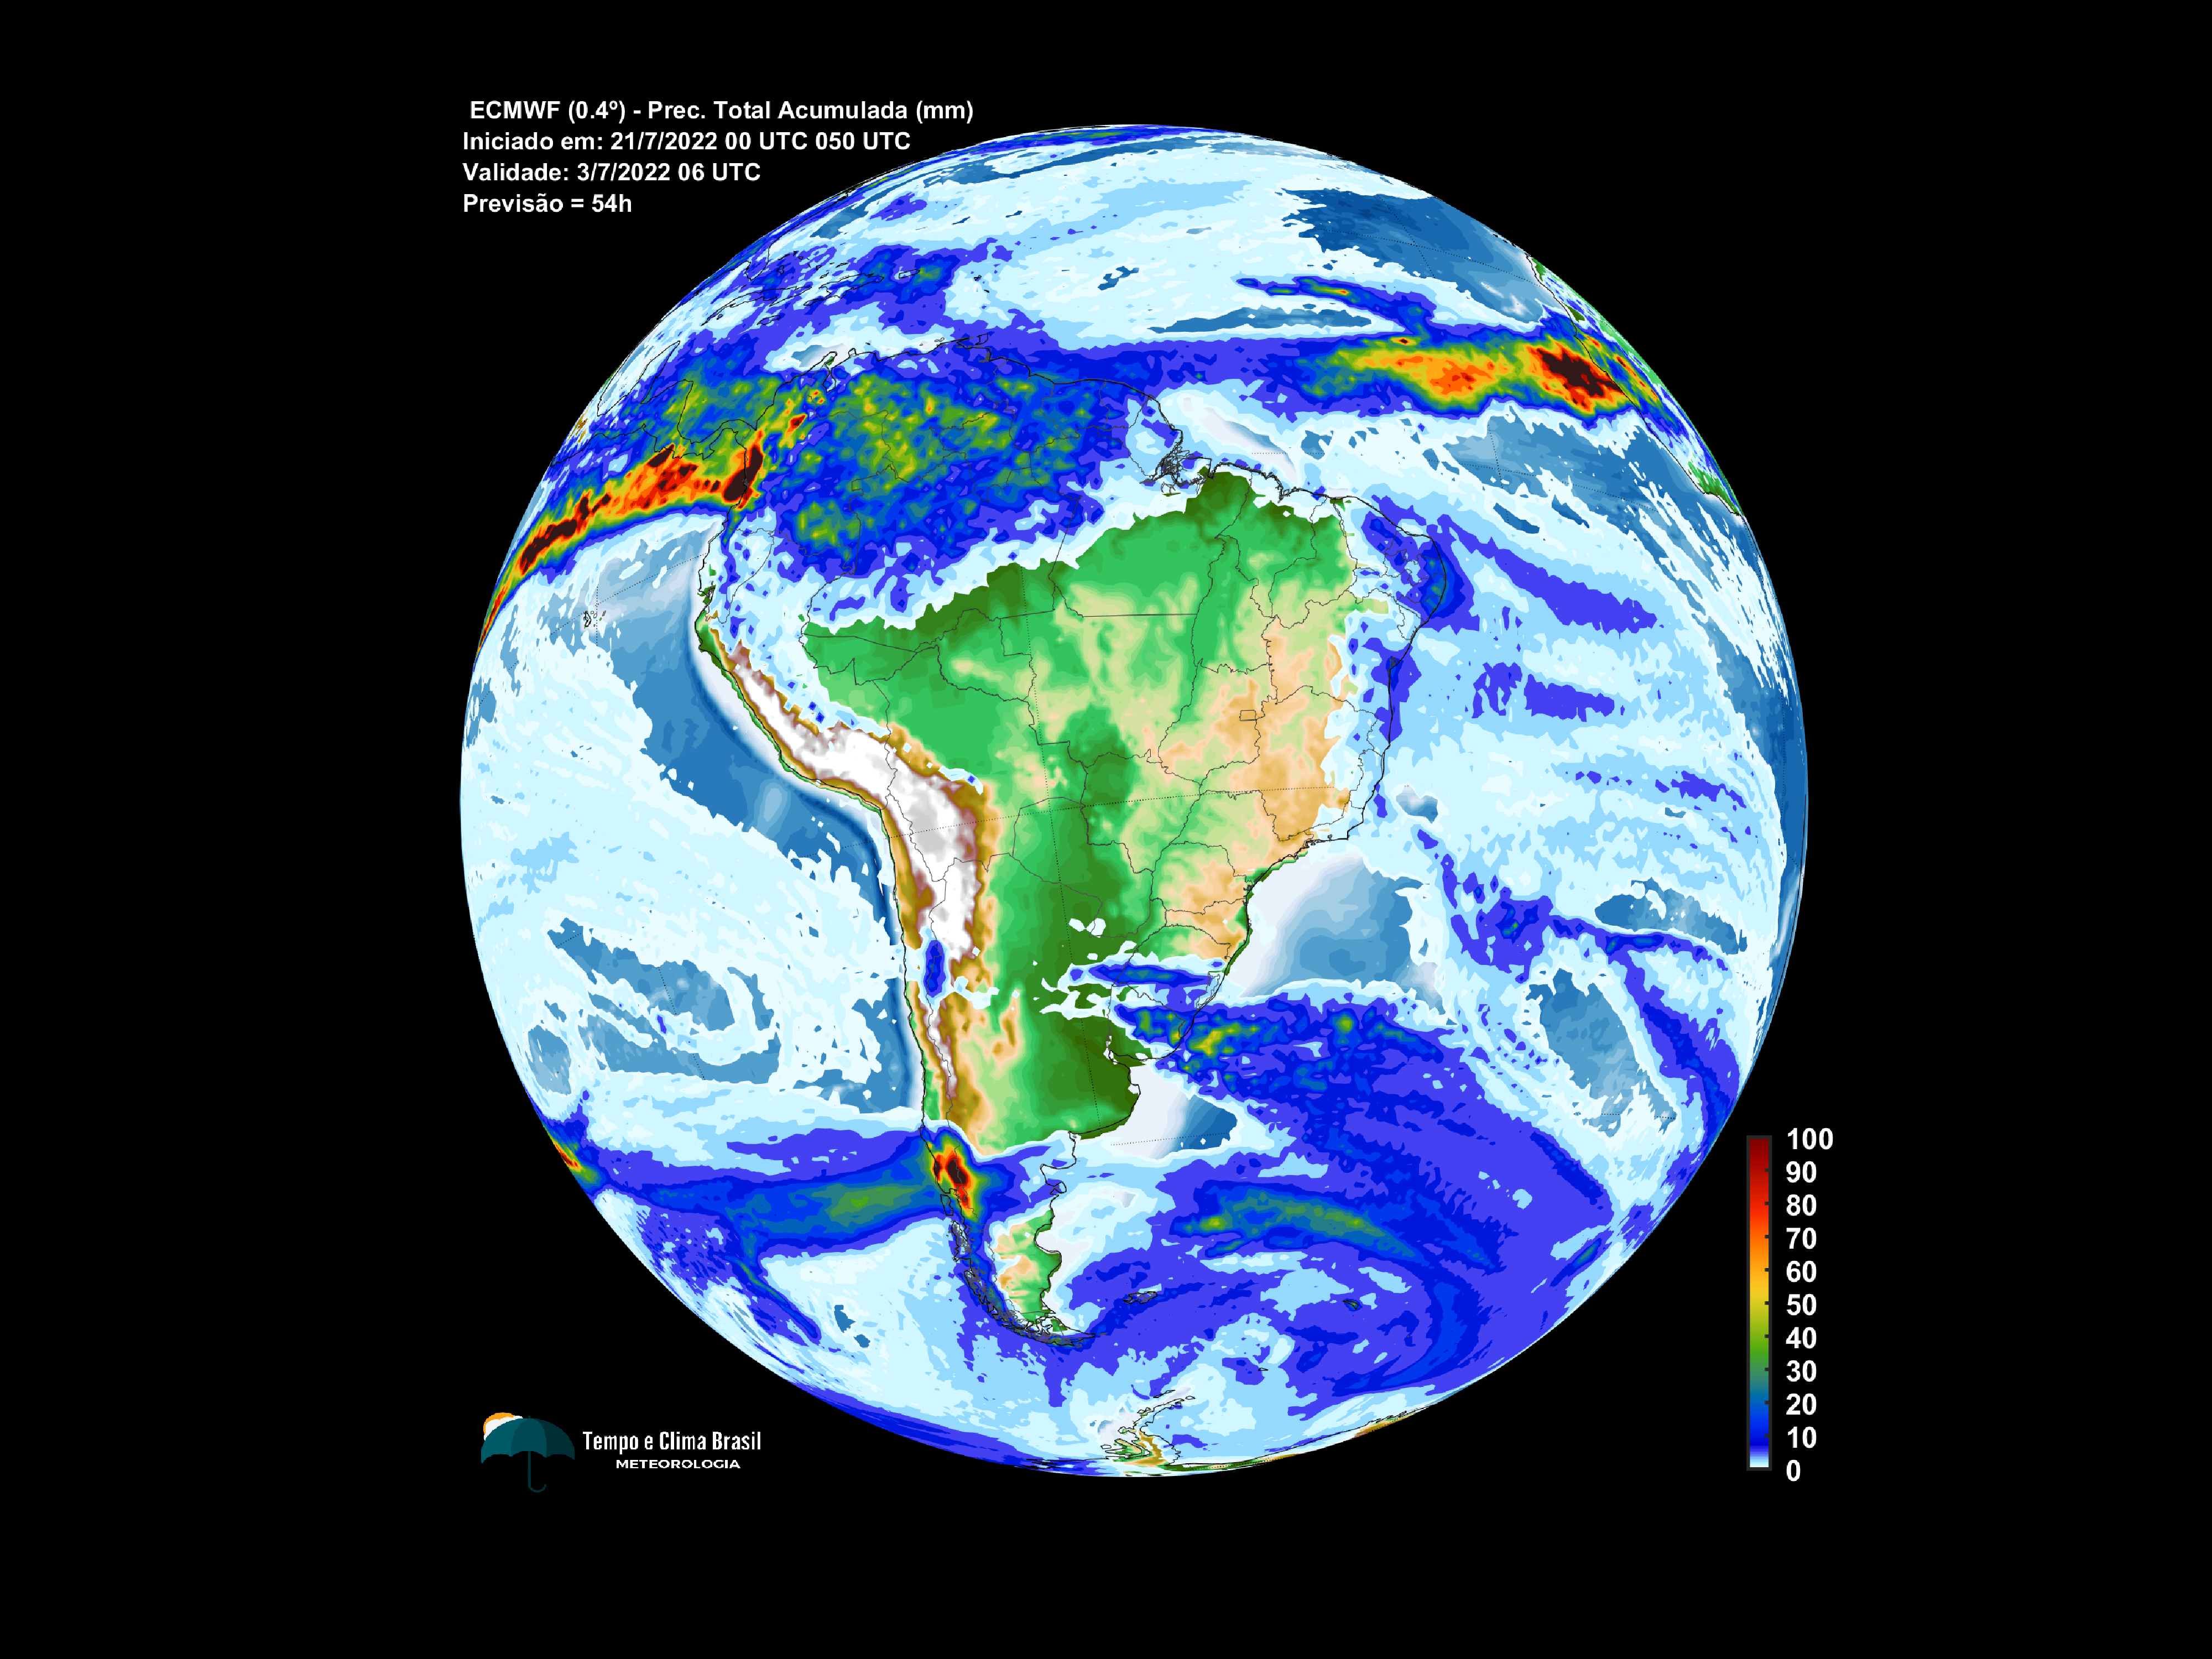 ECMWF (0.4º) - Prec. Total Acumulada (mm)
Iniciado em: 21/7/2022 00 UTC 050 UTC
Validade: 3/7/2022 06 UTC
Previsão = 54h
100
90
80
70
60
50
40
30
20
10
0
Tempo e Clima Brasil
METEOROLOGIA